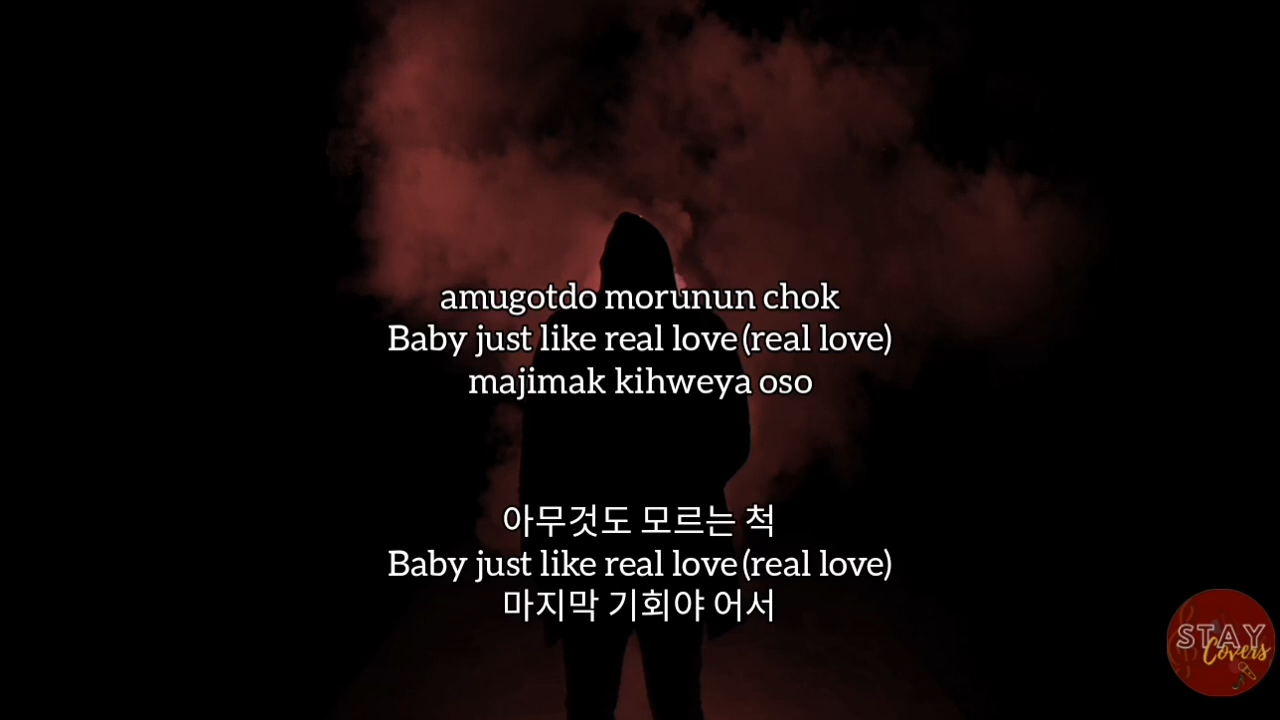 amugotdo morunun chok
Baby just like real love (real love)
majimak kihweya oso
아무것도 모르는 척
Baby just like real love (real love)
마지막 기회야 어서
STAY
Covers